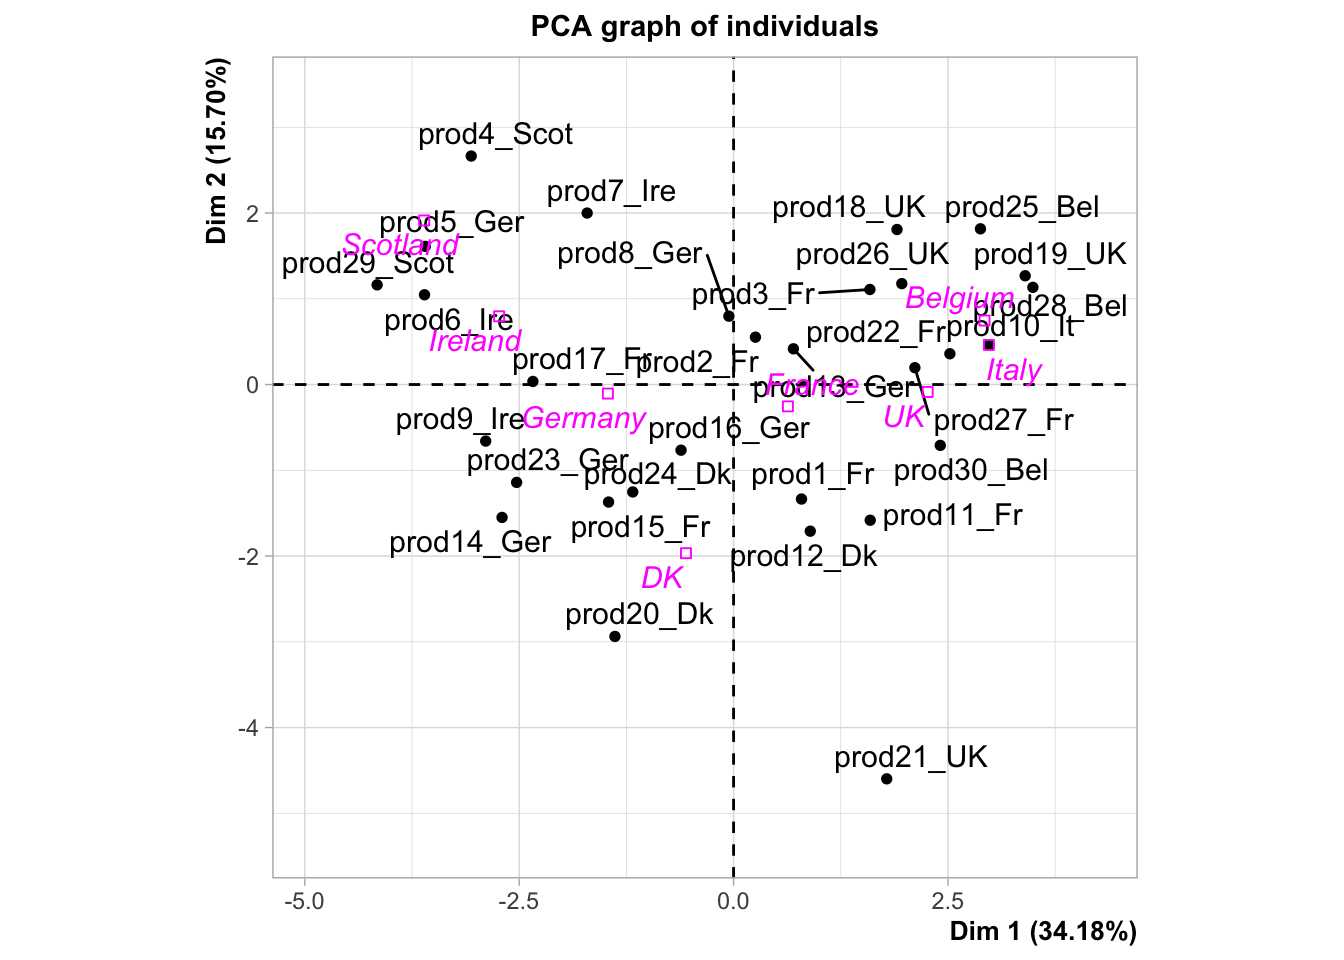 PCA graph of individuals
Dim 2 (15.70%)
prod4_Scot
prod7_Ire
prod18_UK
prod25_Bel
prod5_Ger
Scotland
prod8_Ger
prod26_UK
prod19_UK
prod29_Scot
prod3_Fr
Belgium
prod28_Bel
prod6_Ire
Ireland
prod22_Fr
prod10_It
prod17_Fr
prod2_Fr
Italy
France
prod13_Ger
prod9_Ire
Germany
UK
prod27_Fr
prod16_Ger
prod23_Ger
prod24_Dk
prod1_Fr
prod30_Bel
prod15_Fr
prod11_Fr
prod14_Ger
prod12_Dk
DK
prod20_Dk
prod21_UK
2
0
-2
-4
-5.0
-2.5
0.0
2.5
Dim 1 (34.18%)